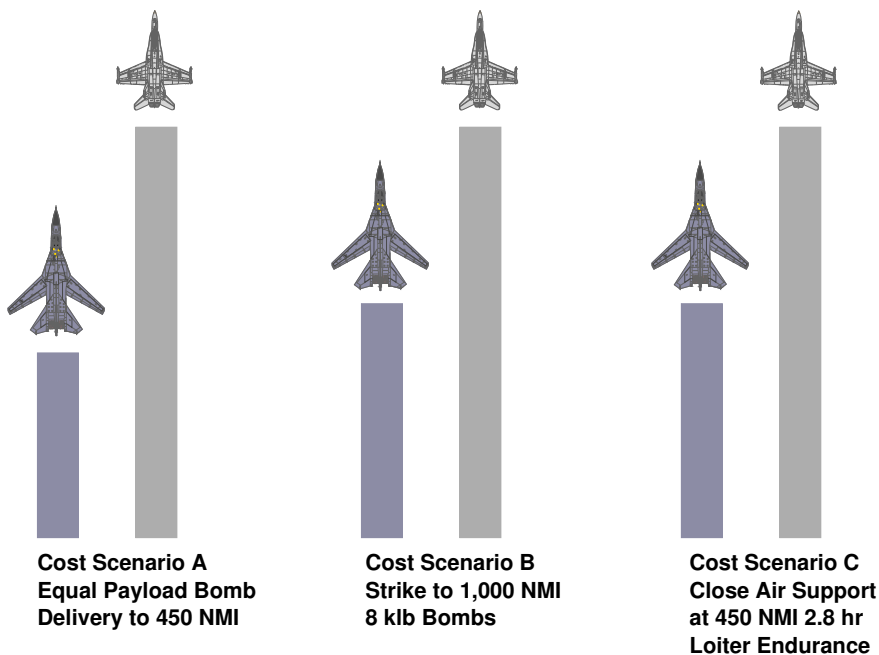 Cost Scenario A
Equal Payload Bomb
Delivery to 450 NMI
Cost Scenario B
Strike to 1,000 NMI
8 klb Bombs
Cost Scenario C
Close Air Support
at 450 NMI 2.8 hr
Loiter Endurance